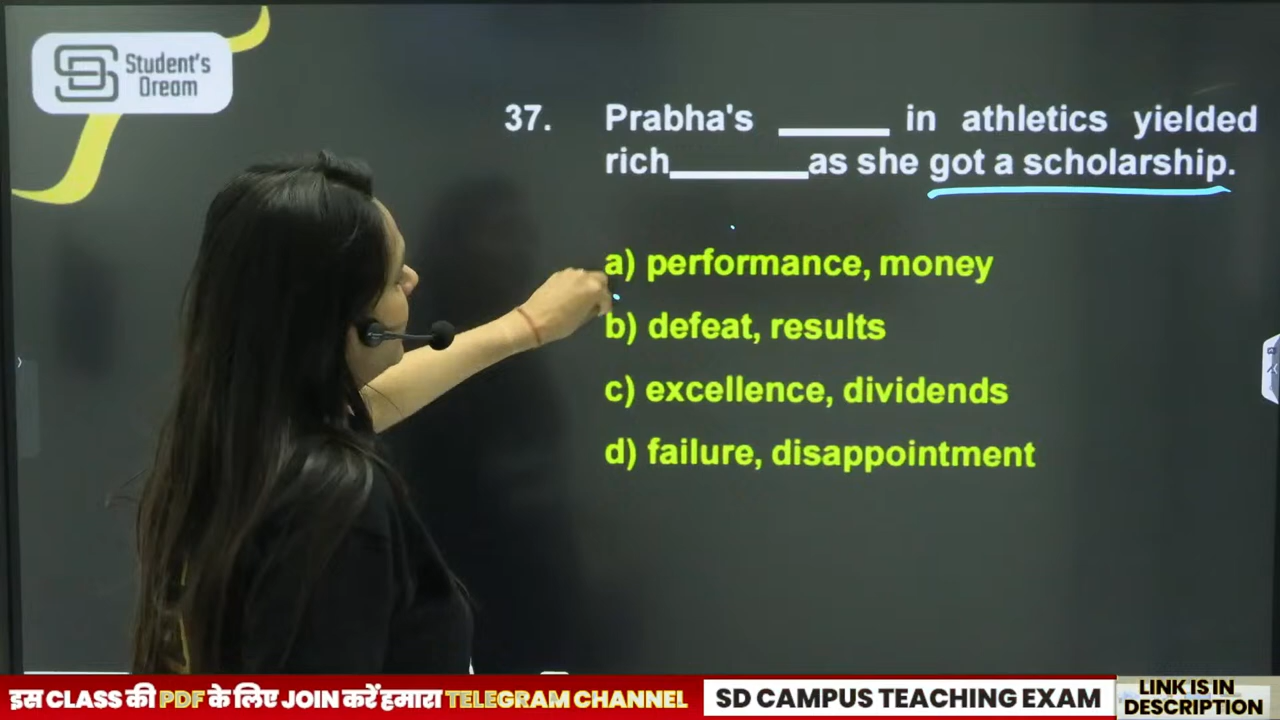 Student's
Dream
37. Prabha's ______ in athletics yielded
rich______as she got a scholarship.
a) performance, money
b) defeat, results
c) excellence, dividends
d) failure, disappointment
इस CLASS की PDF के लिए JOIN करें हमारा TELEGRAM CHANNEL
SD CAMPUS TEACHING EXAM
LINK IS IN
DESCRIPTION